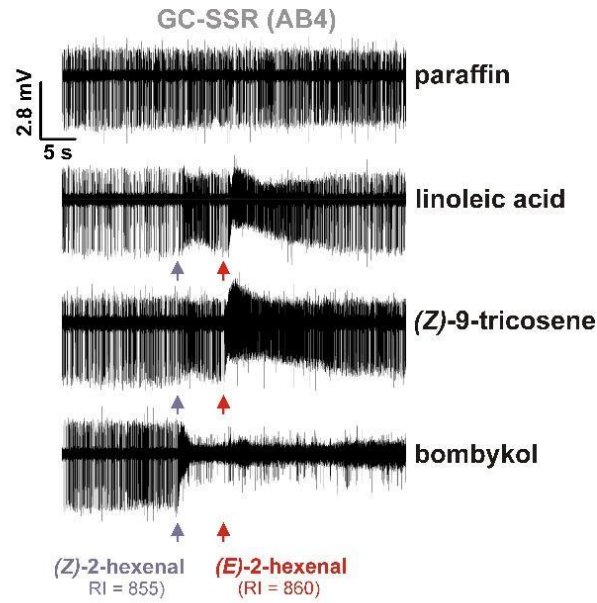 GC-SSR (AB4)
paraffin
2.8 mV
5 s
linoleic acid
(Z)-9-tricosene
bombykol
(Z)-2-hexenal (E)-2-hexenal
RI = 855) (RI = 860)